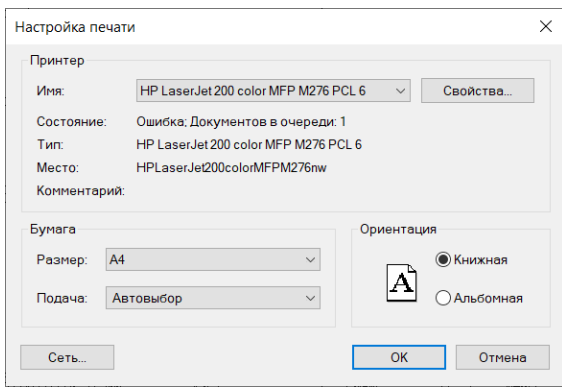 Настройка печати
Принтер
Имя: HP LaserJet 200 color MFP M276 PCL 6 Свойства...
Состояние: Ошибка; Документов в очереди: 1
Тип: HP LaserJet 200 color MFP M276 PCL 6
Место: HPLaserJet200colorMFPM276nw
Комментарий:
Бумага
Размер: A4
Подача: Автовыбор
Ориентация
A
Книжная
Альбомная
Сеть... OK Отмена